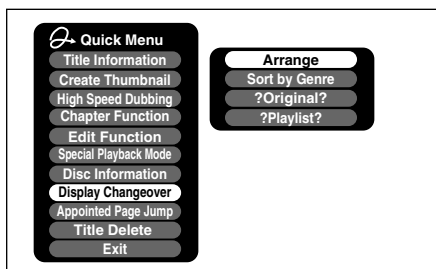 Quick Menu
Title Information
Create Thumbnail
High Speed Dubbing
Chapter Function
Edit Function
Special Playback Mode
Disc Information
Display Changeover
Appointed Page Jump
Title Delete
Exit
Arrange
Sort by Genre
?Original?
?Playlist?